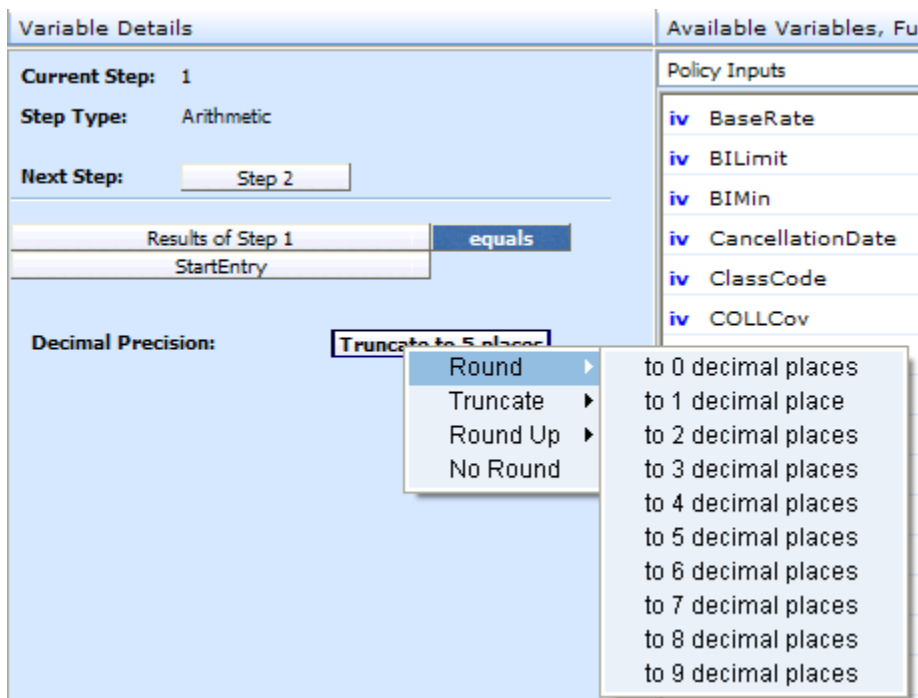 Variable Details
Available Variables, Fu
Current Step: 1
Step Type: Arithmetic
Next Step: Step 2
Results of Step 1 equals
StartEntry
Decimal Precision: Truncate to 5 places
Round
Truncate
Round Up
No Round
to 0 decimal places
to 1 decimal place
to 2 decimal places
to 3 decimal places
to 4 decimal places
to 5 decimal places
to 6 decimal places
to 7 decimal places
to 8 decimal places
to 9 decimal places
Policy Inputs
iv BaseRate
iv BILimit
iv BIMin
iv CancellationDate
iv ClassCode
iv COLLCov